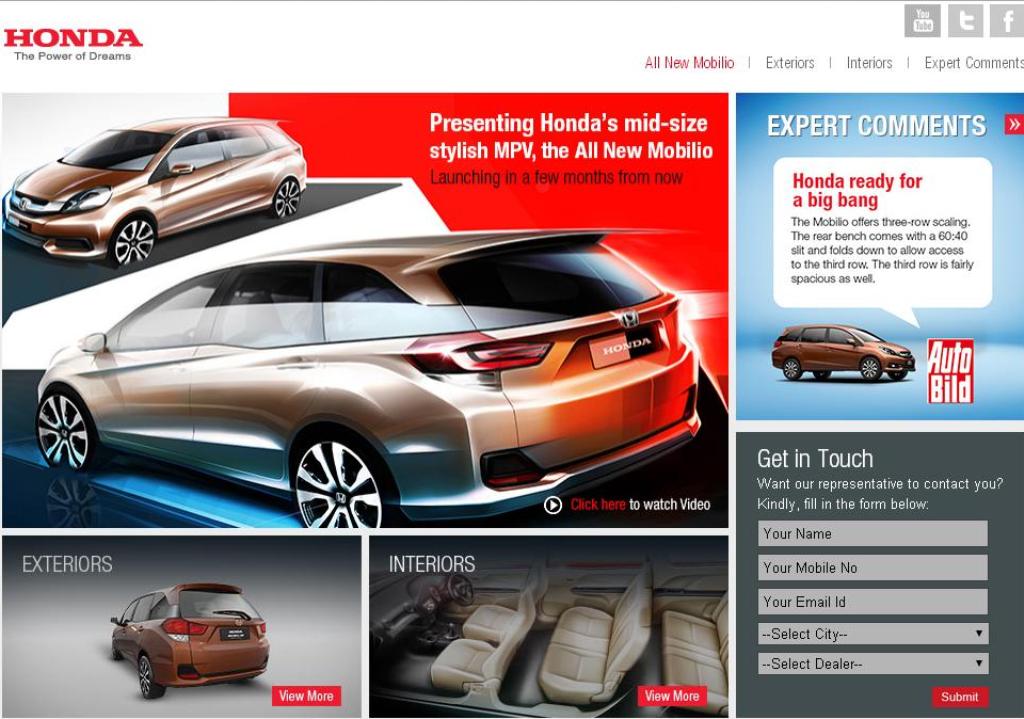 HONDA
The Power of Dreams
You
Tube
All New Mobilio | Exteriors | Interiors | Expert Comments
Presenting Honda's mid-size
stylish MPV, the All New Mobilio
Launching in a few months from now
HONDA
Click here to watch Video
EXPERT COMMENTS
Honda ready for
a big bang
The Mobilio offers three-row scaling.
The rear bench comes with a 60:40
slit and folds down to allow access
to the third row. The third row is fairly
spacious as well.
Auto
Bild
EXTERIORS
View More
INTERIORS
View More
Get in Touch
Want our representative to contact you?
Kindly, fill in the form below:
Your Name
Your Mobile No
Your Email Id
--Select City--
--Select Dealer--
Submit